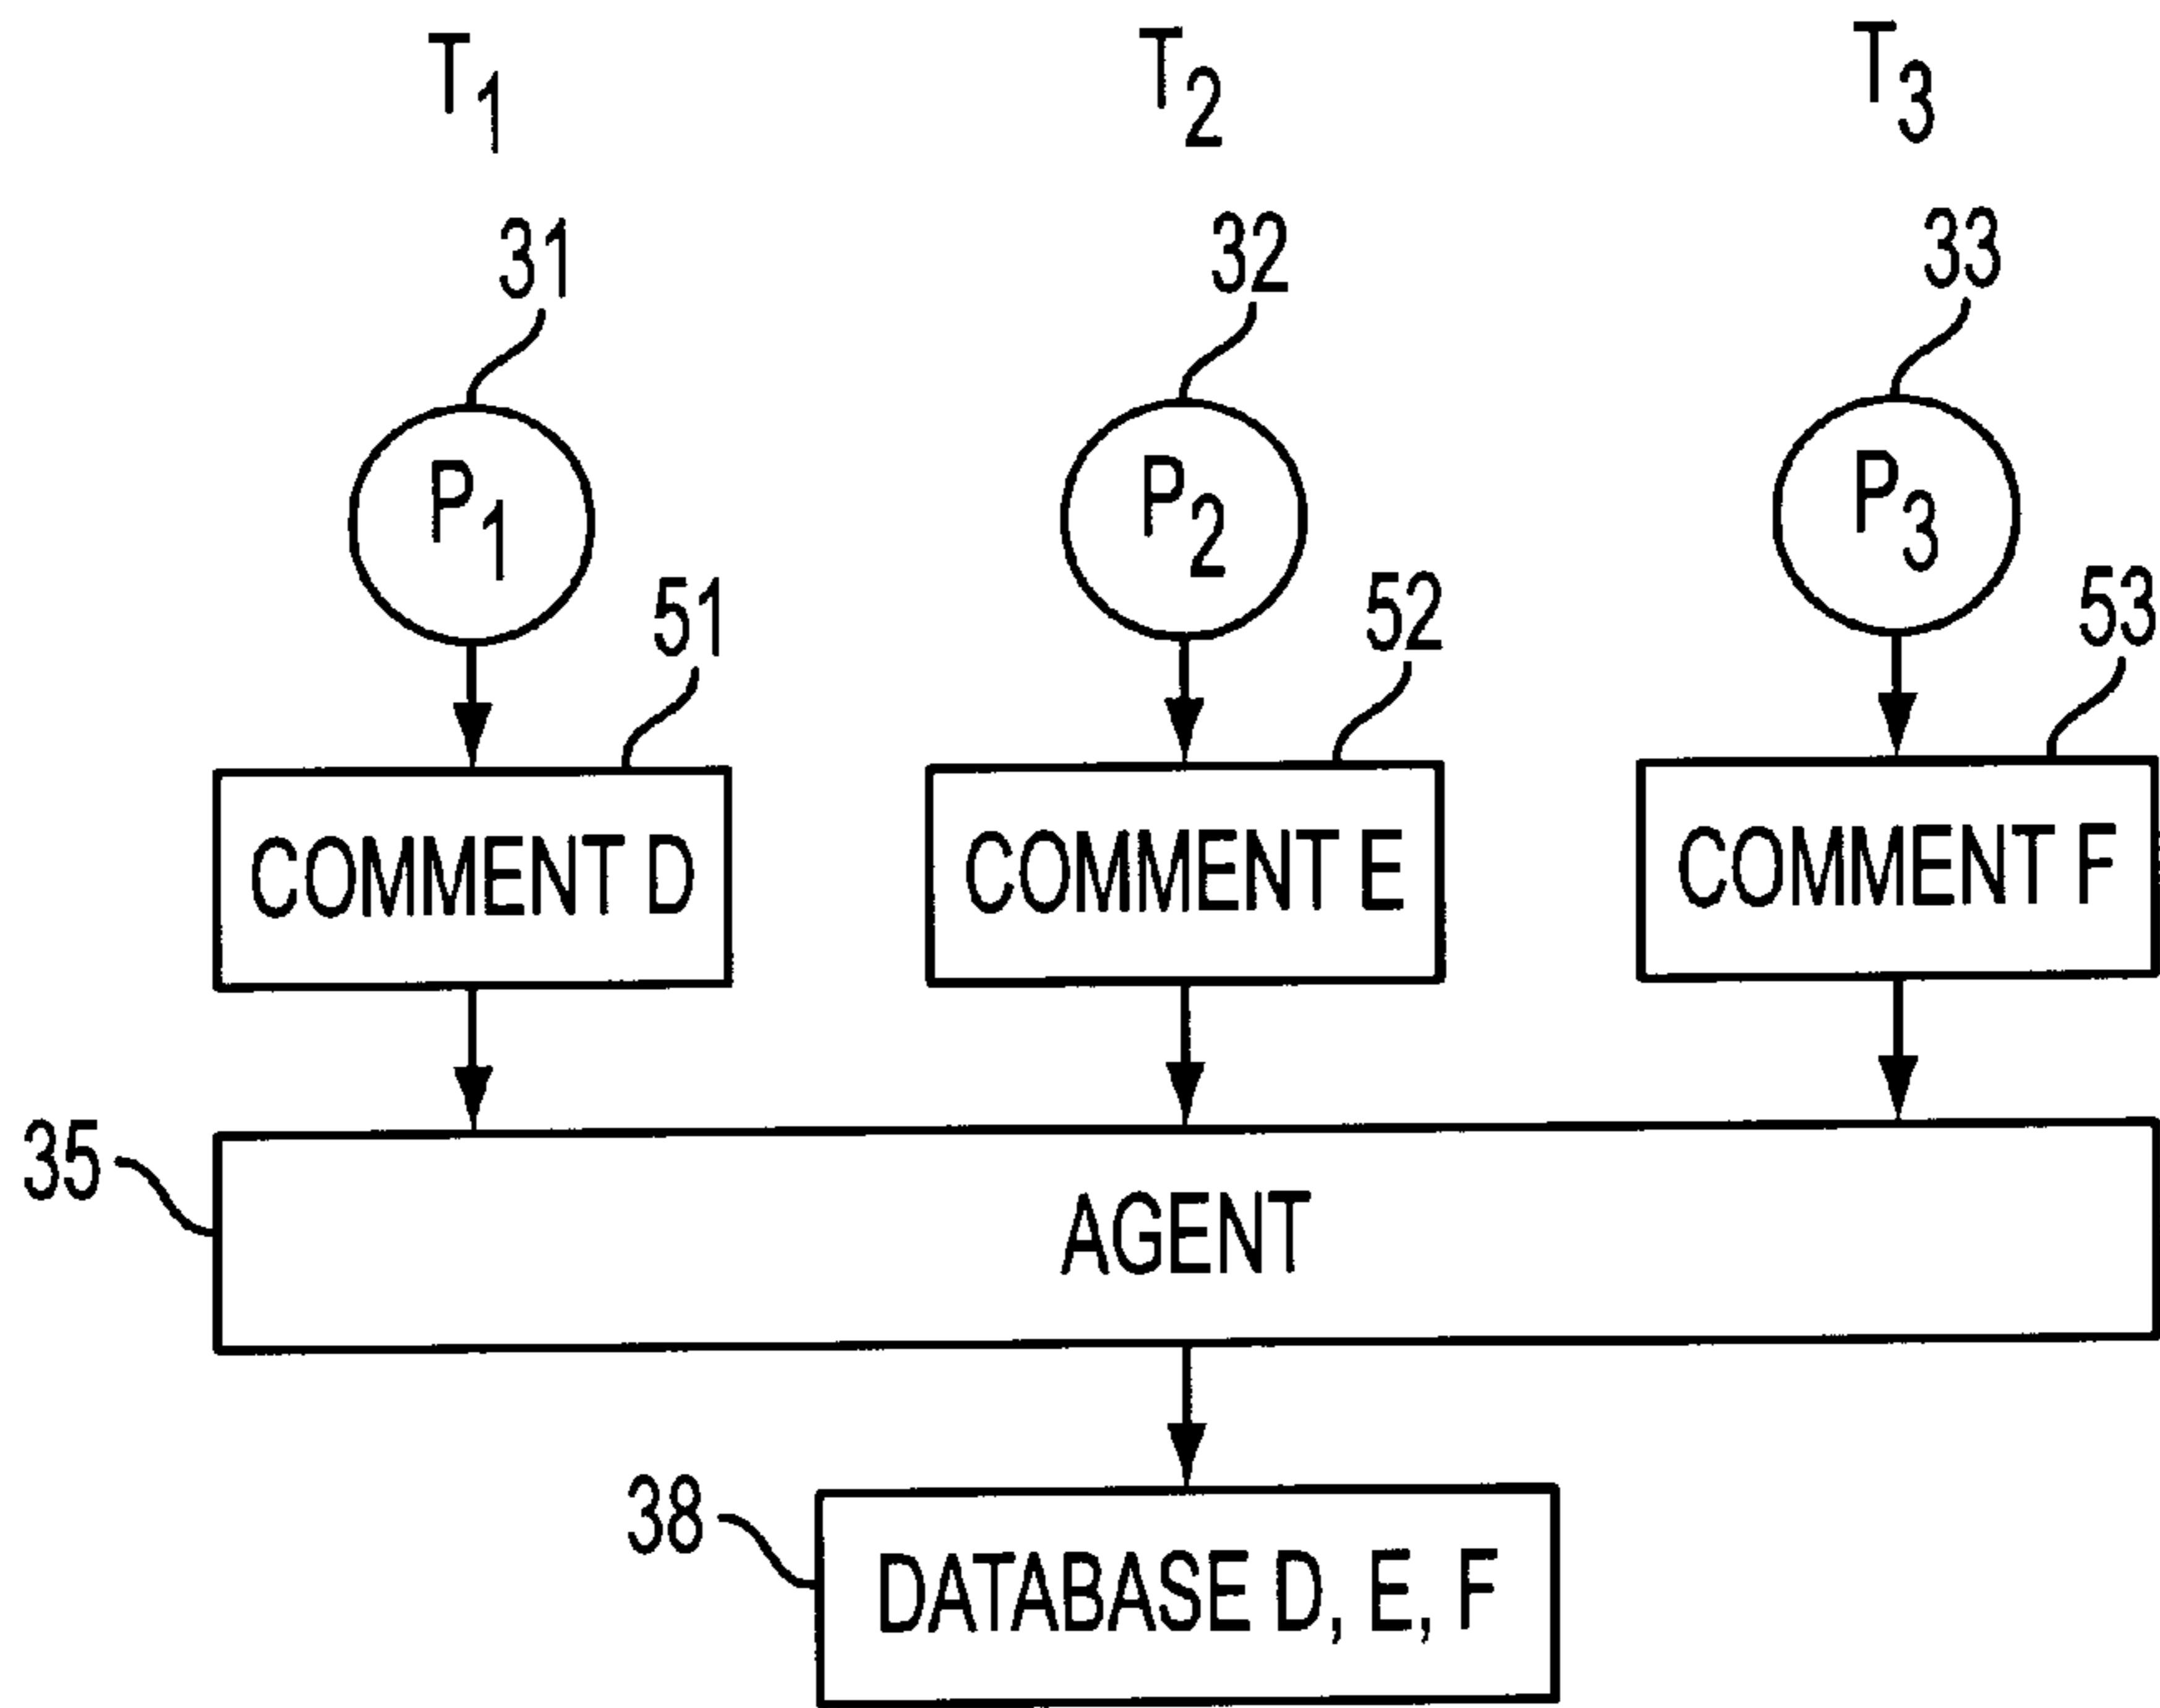 T1 T2 T3
31 32 33
P1 P2 P3
51 52 53
COMMENT D COMMENT E COMMENT F
35
AGENT
38
DATABASE D, E, F